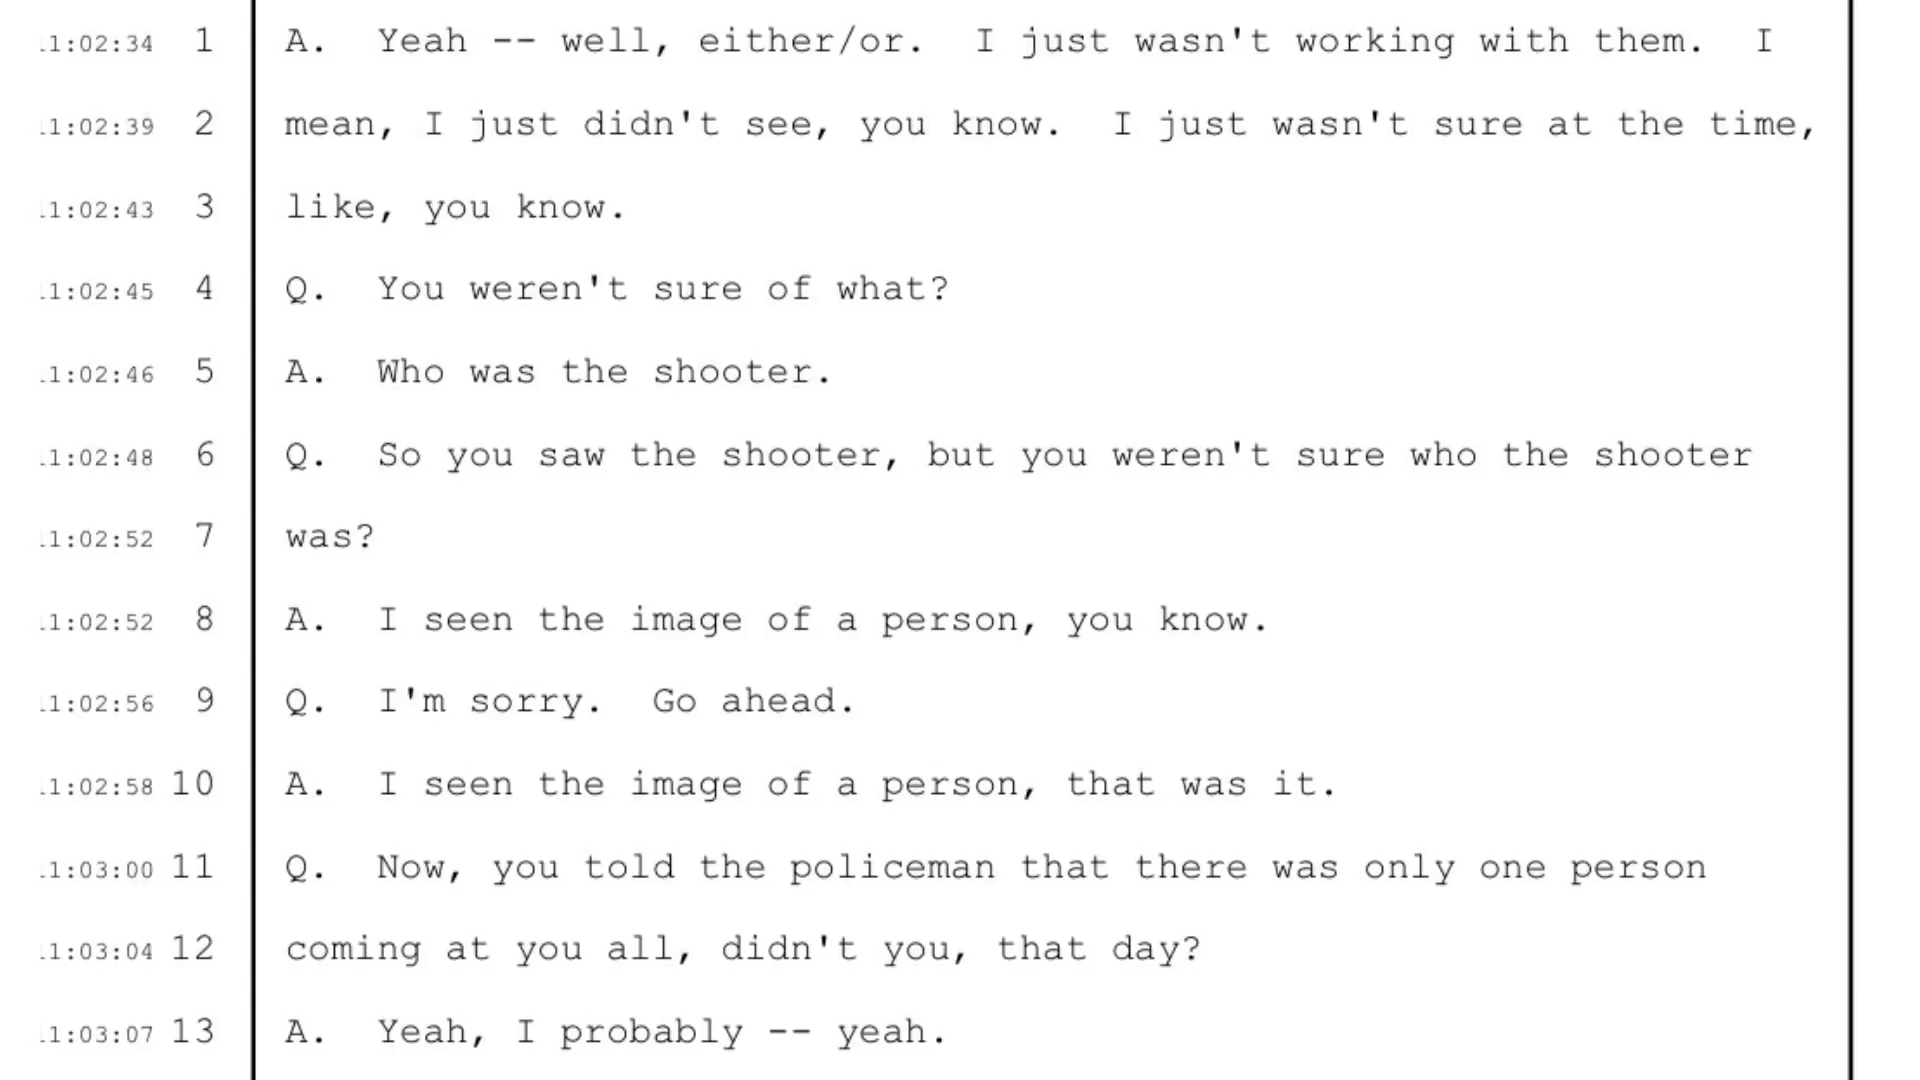 1:02:34 1 A. Yeah -- well, either/or. I just wasn't working with them. I
1:02:39 2 mean, I just didn't see, you know. I just wasn't sure at the time,
1:02:43 3 like, you know.
1:02:45 4 Q. You weren't sure of what?
1:02:46 5 A. Who was the shooter.
1:02:48 6 Q. So you saw the shooter, but you weren't sure who the shooter
1:02:52 7 was?
1:02:52 8 A. I seen the image of a person, you know.
1:02:56 9 Q. I'm sorry. Go ahead.
1:02:58 10 A. I seen the image of a person, that was it.
1:03:00 11 Q. Now, you told the policeman that there was only one person
1:03:04 12 coming at you all, didn't you, that day?
1:03:07 13 A. Yeah, I probably -- yeah.